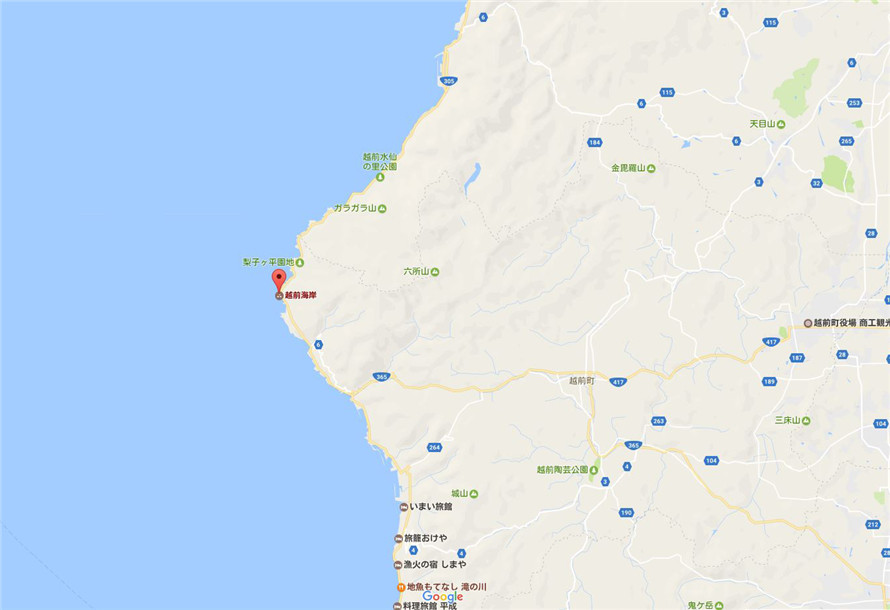 6
3
115
6
305
115
6
253
天目山
184
6
265
越前水仙
の里公園
金毘羅山
3
32
ガラガラ山
28
梨子ヶ平園地
六所山
越前海岸
越前町役場 商工観光
6
417
187
28
365
越前町
417
189
263
三床山
104
264
365
104
越前陶芸公園
4
3
城山
いまい旅館
190
212
旅籠おけや
4
4
28
漁火の宿 しまや
地魚もてなし 滝の川
Google
料理旅館 平成
鬼ケ岳